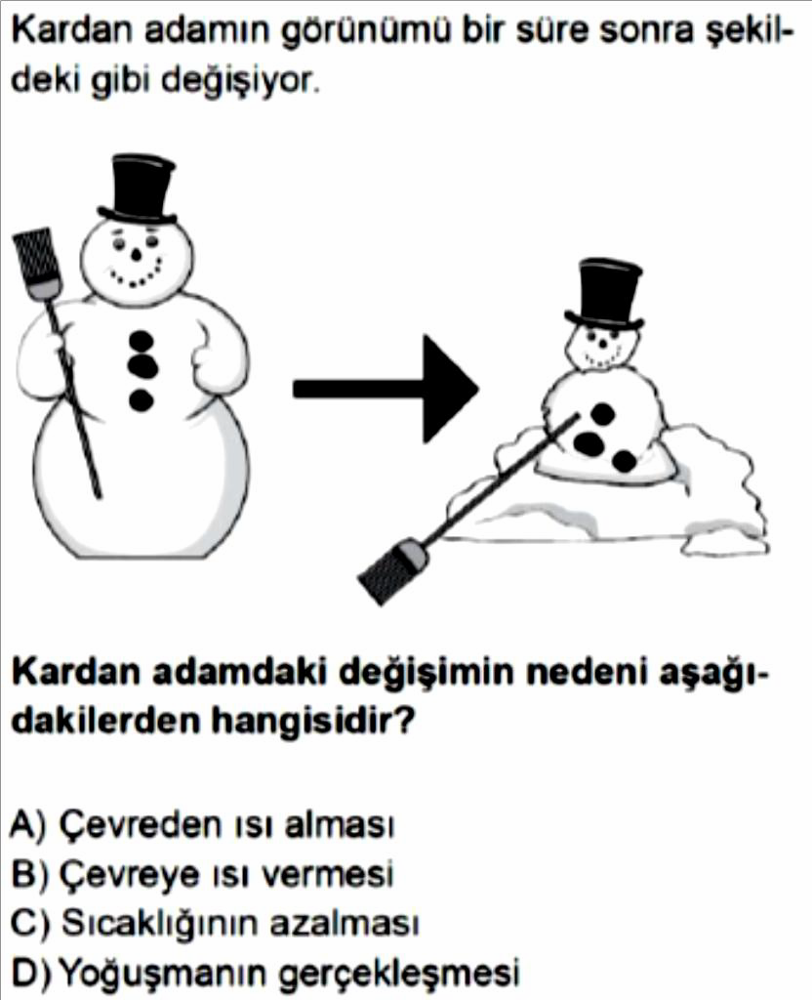 Kardan adamın görünümü bir süre sonra şekil-
deki gibi değişiyor.
Kardan adamdaki değişimin nedeni aşağı-
dakilerden hangisidir?
A) Çevreden ısı alması
B) Çevreye ısı vermesi
C) Sıcaklığının azalması
D) Yoğuşmanın gerçekleşmesi